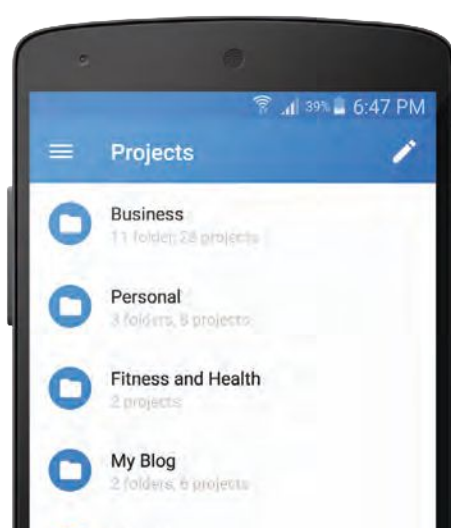 39% 6:47 PM
Projects
Business
11 folder, 28 projects
Personal
3 folders, 8 projects
Fitness and Health
2 projects
My Blog
2 folders, 6 projects